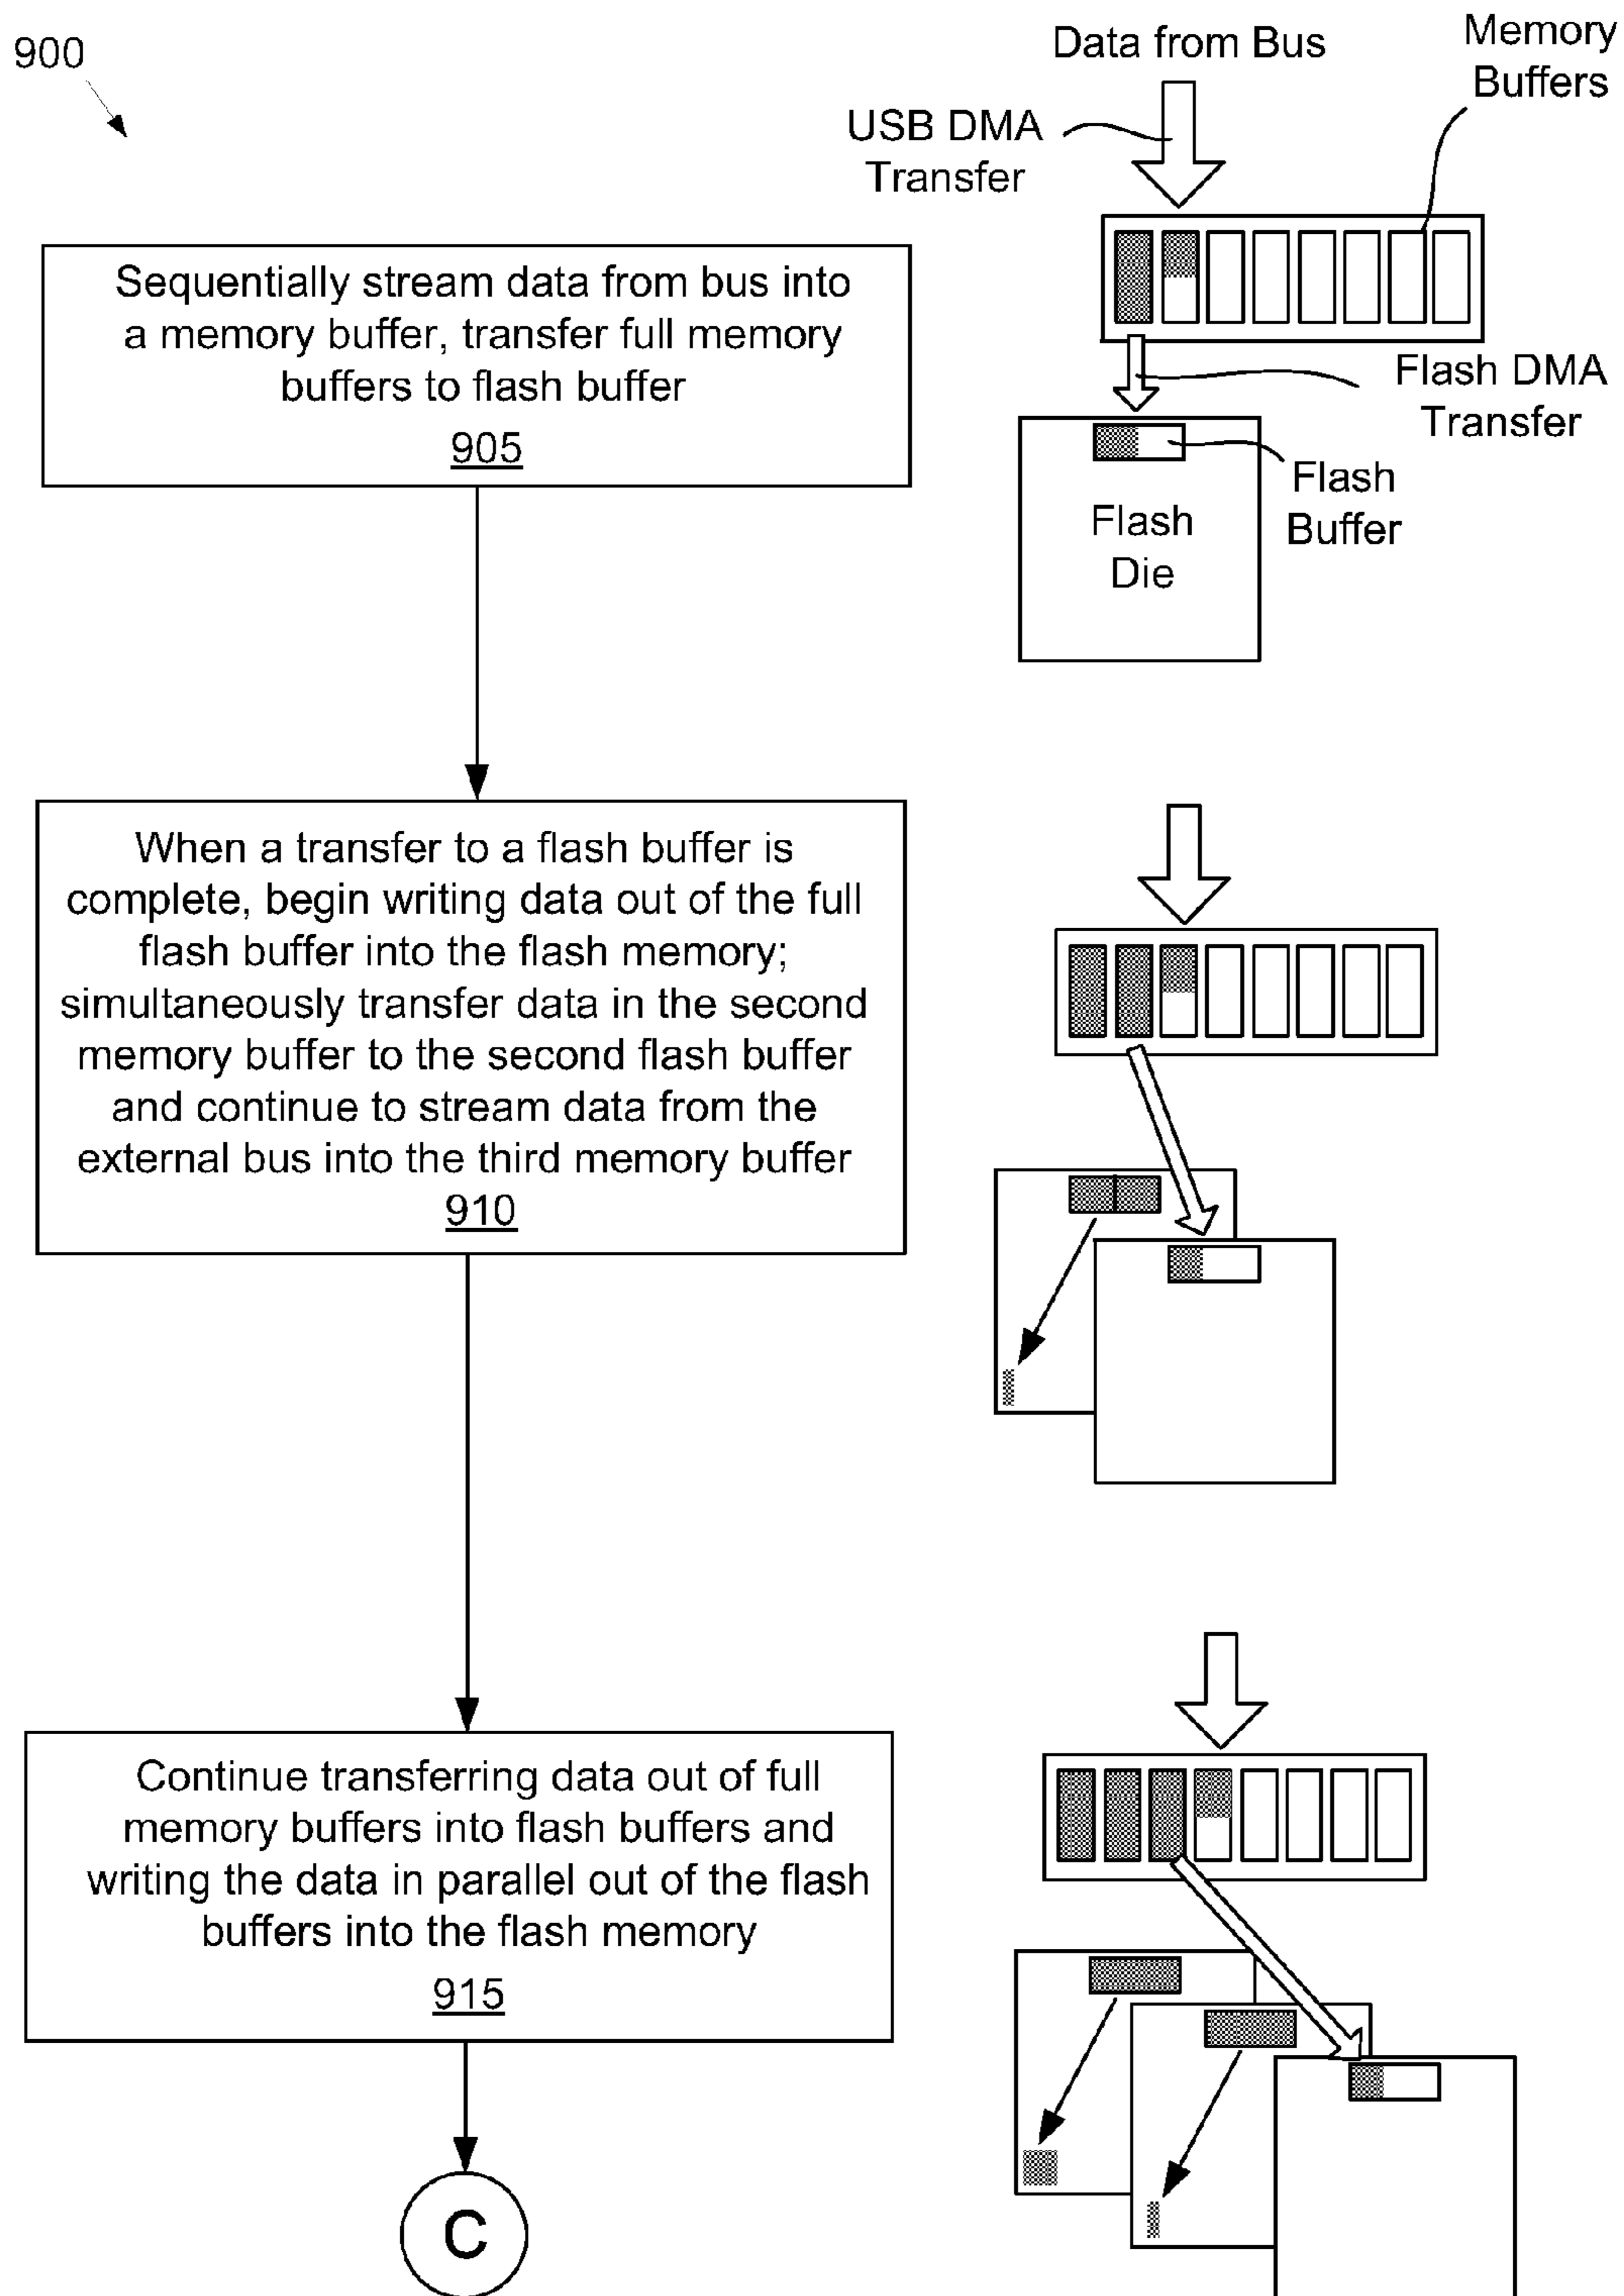 900
Data from Bus
Memory
Buffers
USB DMA
Transfer
Sequentially stream data from bus into
a memory buffer, transfer full memory
buffers to flash buffer
905
Flash DMA
Transfer
Flash
Buffer
Flash
Die
When a transfer to a flash buffer is
complete, begin writing data out of the full
flash buffer into the flash memory;
simultaneously transfer data in the second
memory buffer to the second flash buffer
and continue to stream data from the
external bus into the third memory buffer
910
Continue transferring data out of full
memory buffers into flash buffers and
writing the data in parallel out of the flash
buffers into the flash memory
915
C